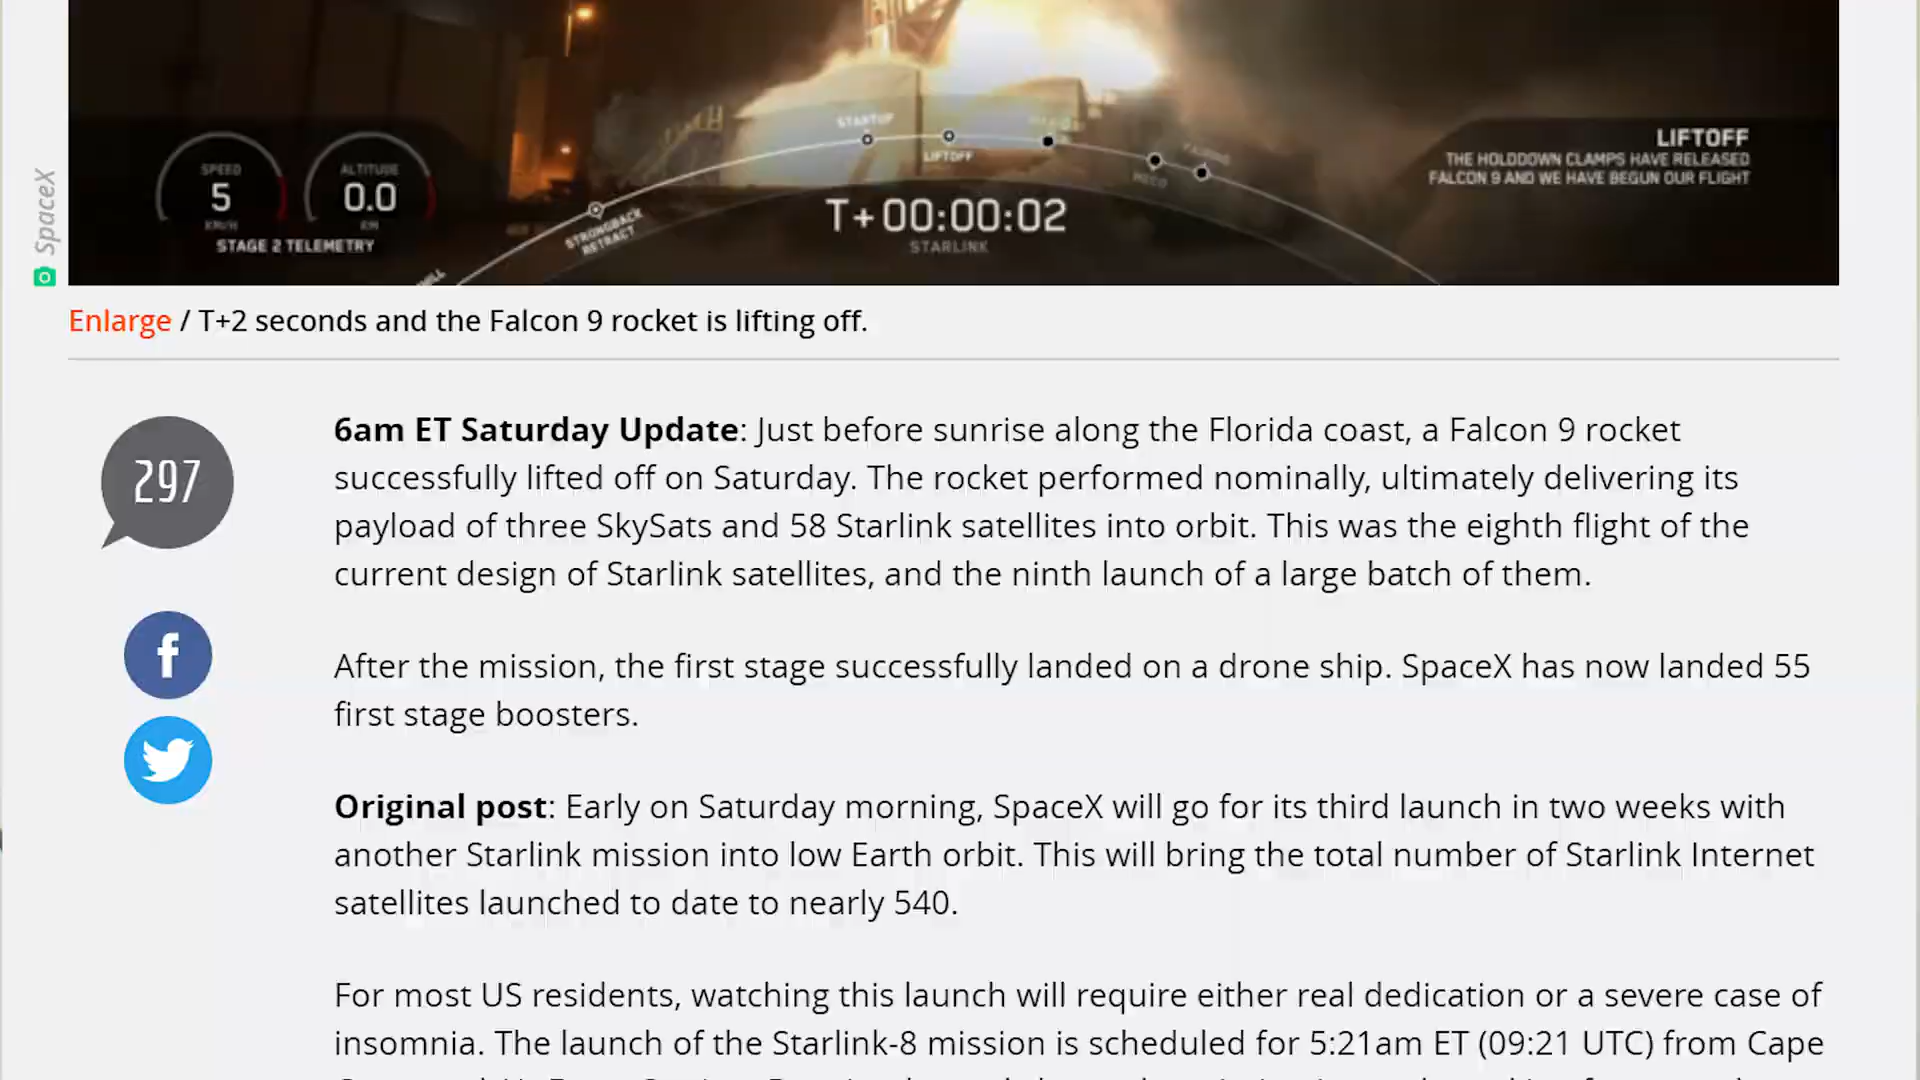 SpaceX
SPEED
5
KM/H
ALTITUDE
0.0
KM
STAGE 2 TELEMETRY
STRONGBACK
RETRACT
STARTUP
LIFTOFF
MECO
FAIRING
T+00:00:02
STARLINK
LIFTOFF
THE HOLDDOWN CLAMPS HAVE RELEASED
FALCON 9 AND WE HAVE BEGUN OUR FLIGHT
Enlarge / T+2 seconds and the Falcon 9 rocket is lifting off.
297
6am ET Saturday Update: Just before sunrise along the Florida coast, a Falcon 9 rocket
successfully lifted off on Saturday. The rocket performed nominally, ultimately delivering its
payload of three SkySats and 58 Starlink satellites into orbit. This was the eighth flight of the
current design of Starlink satellites, and the ninth launch of a large batch of them.
After the mission, the first stage successfully landed on a drone ship. SpaceX has now landed 55
first stage boosters.
Original post: Early on Saturday morning, SpaceX will go for its third launch in two weeks with
another Starlink mission into low Earth orbit. This will bring the total number of Starlink Internet
satellites launched to date to nearly 540.
For most US residents, watching this launch will require either real dedication or a severe case of
insomnia. The launch of the Starlink-8 mission is scheduled for 5:21am ET (09:21 UTC) from Cape